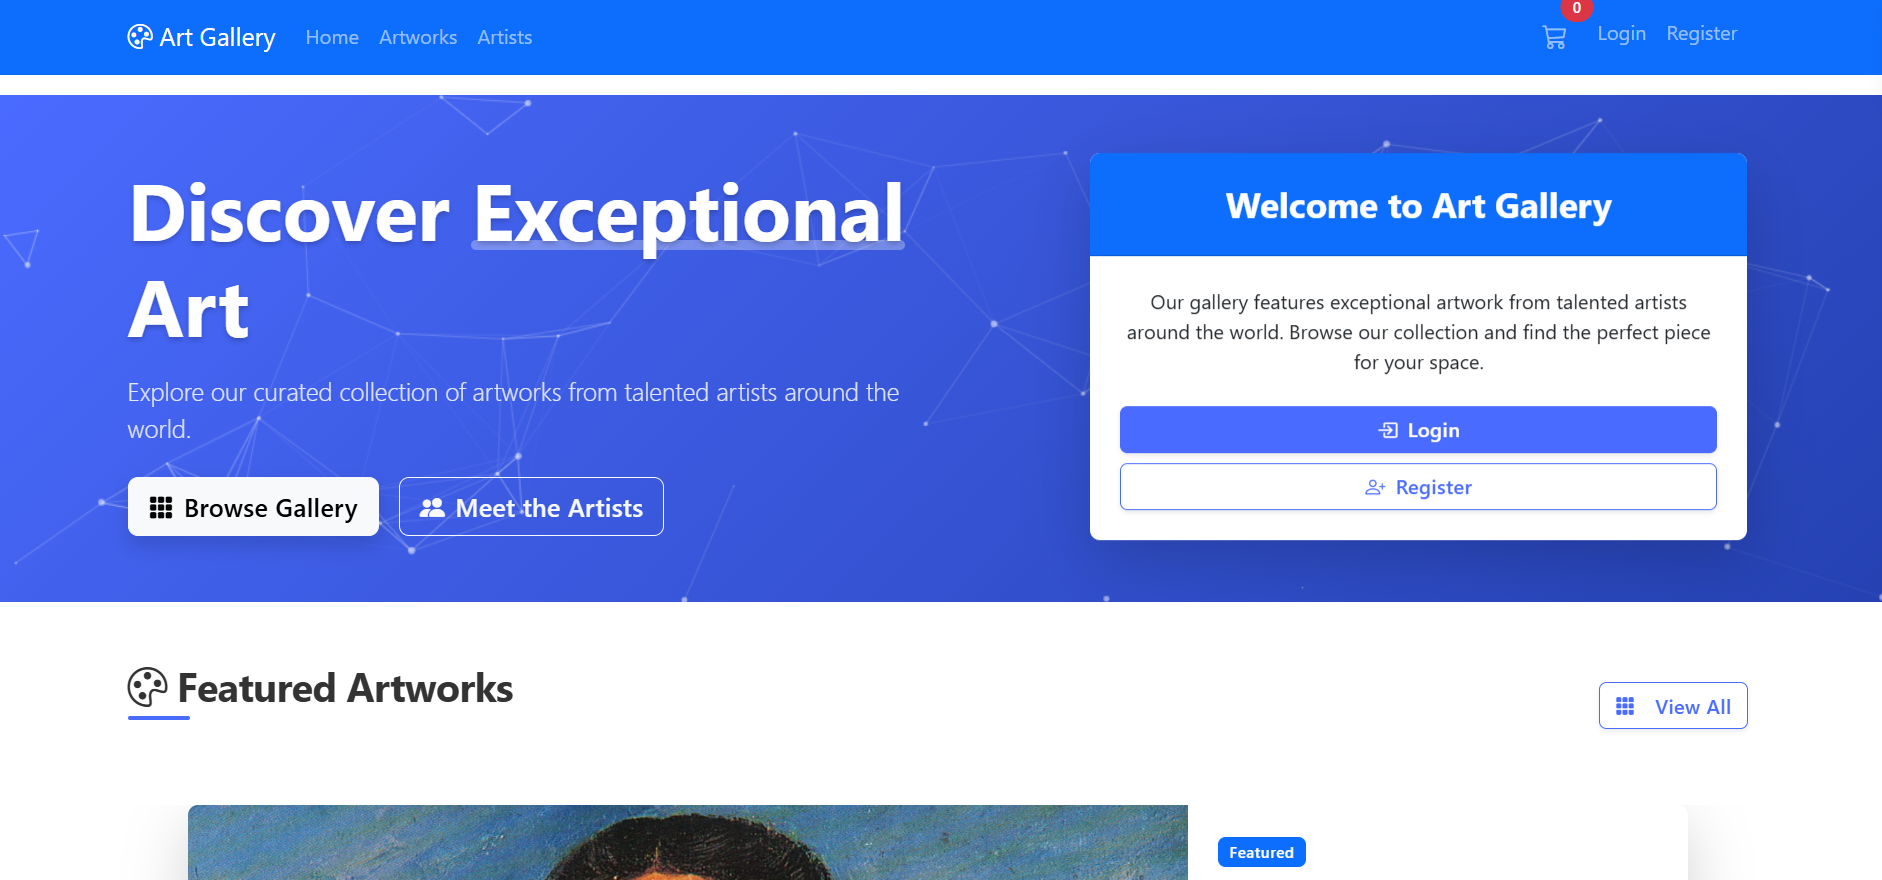 Art Gallery Home Artworks Artists 0 Login Register
Discover Exceptional
Art
Explore our curated collection of artworks from talented artists around the
world.
Browse Gallery Meet the Artists
Welcome to Art Gallery
Our gallery features exceptional artwork from talented artists
around the world. Browse our collection and find the perfect piece
for your space.
Login
Register
Featured Artworks
View All
Featured